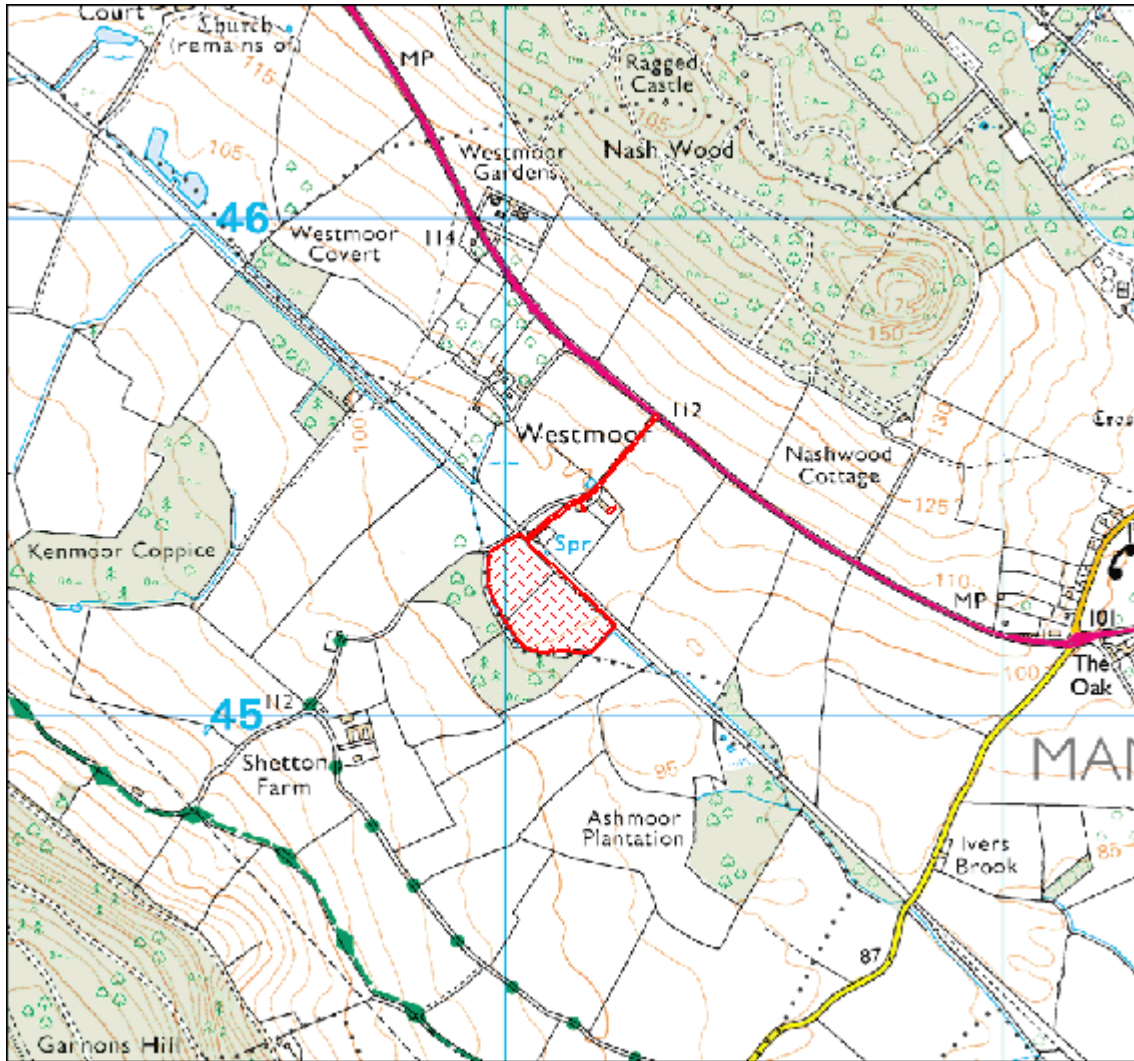 Court
Church
(remains of)
115
MP
Ragged
Castle
105
105
Nash Wood
Westmoor
Gardens
46
114
Westmoor
Covert
175
150
112
100
Westmoor
130
Nashwood
Cottage
125
Kenmoor Coppice
Spr
110
MP
101
100
The
Oak
112
45
Shetton
Farm
95
MAN
Ashmoor
Plantation
Ivers
Brook
85
87
Garnons Hill